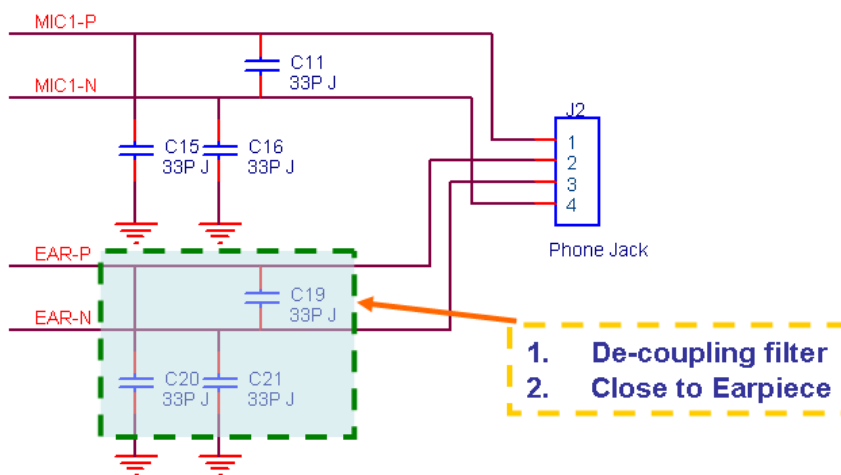 MIC1-P
C11
33P J
MIC1-N
J2
C15
33P J
C16
33P J
1
2
3
4
Phone Jack
EAR-P
C19
33P J
EAR-N
1. De-coupling filter
2. Close to Earpiece
C20
33P J
C21
33P J